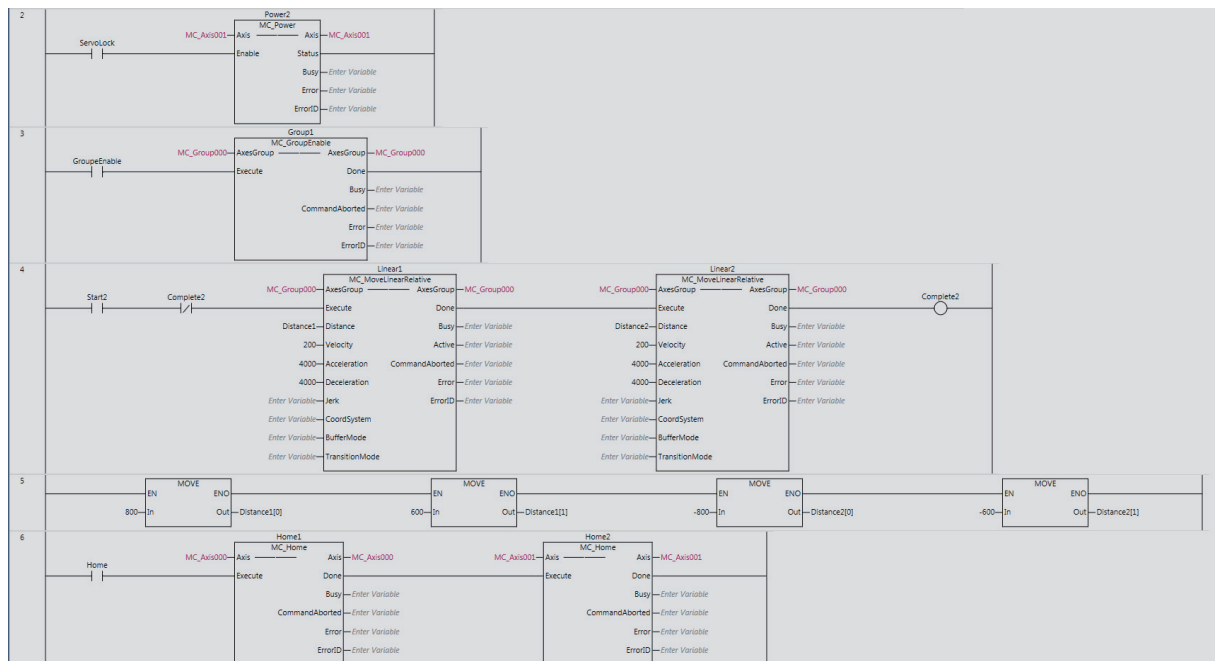 2 Power2
MC_Power
MC_Axis001 Axis Axis MC_Axis001
ServoLock Enable Status
Busy Enter Variable
Error Enter Variable
ErrorID Enter Variable
3 Group1
MC_GroupEnable
MC_Group000 AxesGroup AxesGroup MC_Group000
GroupeEnable Execute Done
Busy Enter Variable
CommandAborted Enter Variable
Error Enter Variable
ErrorID Enter Variable
4 Linear1 Linear2
MC_MoveLinearRelative MC_MoveLinearRelative
MC_Group000 AxesGroup AxesGroup MC_Group000 MC_Group000 AxesGroup AxesGroup MC_Group000
Start2 Complete2 Execute Done Execute Done Complete2
Distance1 Distance Busy Enter Variable Distance2 Distance Busy Enter Variable
200 Velocity Active Enter Variable 200 Velocity Active Enter Variable
4000 Acceleration CommandAborted Enter Variable 4000 Acceleration CommandAborted Enter Variable
4000 Deceleration Error Enter Variable 4000 Deceleration Error Enter Variable
Enter Variable Jerk ErrorID Enter Variable Enter Variable Jerk ErrorID Enter Variable
Enter Variable CoordSystem Enter Variable CoordSystem
Enter Variable BufferMode Enter Variable BufferMode
Enter Variable TransitionMode Enter Variable TransitionMode
5 MOVE MOVE MOVE MOVE
EN ENO EN ENO EN ENO EN ENO
800 In Out Distance1[0] 600 In Out Distance1[1] -800 In Out Distance2[0] -600 In Out Distance2[1]
6 Home1 Home2
MC_Home MC_Home
MC_Axis000 Axis Axis MC_Axis000 MC_Axis001 Axis Axis MC_Axis001
Home Execute Done Execute Done
Busy Enter Variable Busy Enter Variable
CommandAborted Enter Variable CommandAborted Enter Variable
Error Enter Variable Error Enter Variable
ErrorID Enter Variable ErrorID Enter Variable